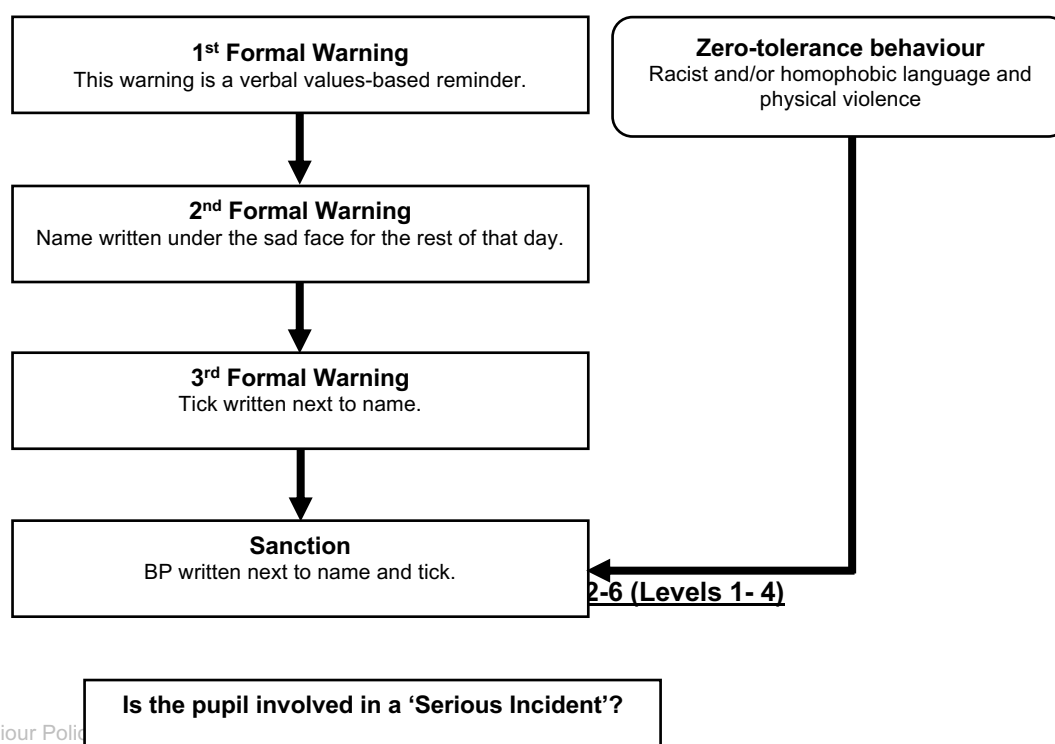 1st Formal Warning
This warning is a verbal values-based reminder.
Zero-tolerance behaviour
Racist and/or homophobic language and
physical violence
2nd Formal Warning
Name written under the sad face for the rest of that day.
3rd Formal Warning
Tick written next to name.
Sanction
BP written next to name and tick.
2-6 (Levels 1- 4)
Is the pupil involved in a ‘Serious Incident’?